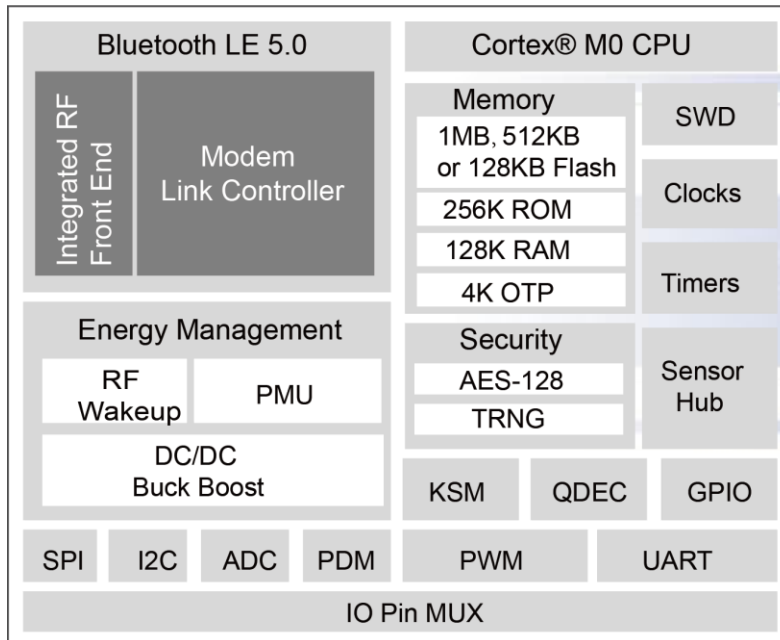 Bluetooth LE 5.0
Integrated RF
Front End
Modem
Link Controller
Energy Management
RF
Wakeup
PMU
DC/DC
Buck Boost
Cortex® M0 CPU
Memory
1MB, 512KB
or 128KB Flash
256K ROM
128K RAM
4K OTP
Security
AES-128
TRNG
SWD
Clocks
Timers
Sensor
Hub
KSM
QDEC
GPIO
SPI
I2C
ADC
PDM
PWM
UART
IO Pin MUX